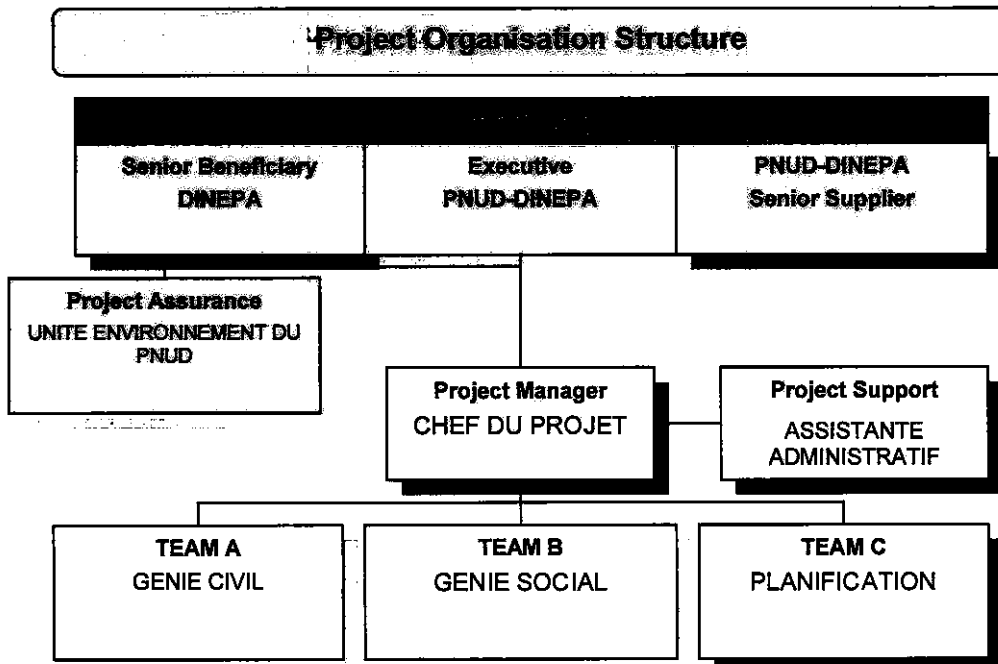 Project Organisation Structure
Senior Beneficiary
DINEPA
Executive
PNUD-DINEPA
PNUD-DINEPA
Senior Supplier
Project Assurance
UNITE ENVIRONNEMENT DU
PNUD
Project Manager
CHEF DU PROJET
Project Support
ASSISTANTE
ADMINISTRATIF
TEAM A
GENIE CIVIL
TEAM B
GENIE SOCIAL
TEAM C
PLANIFICATION